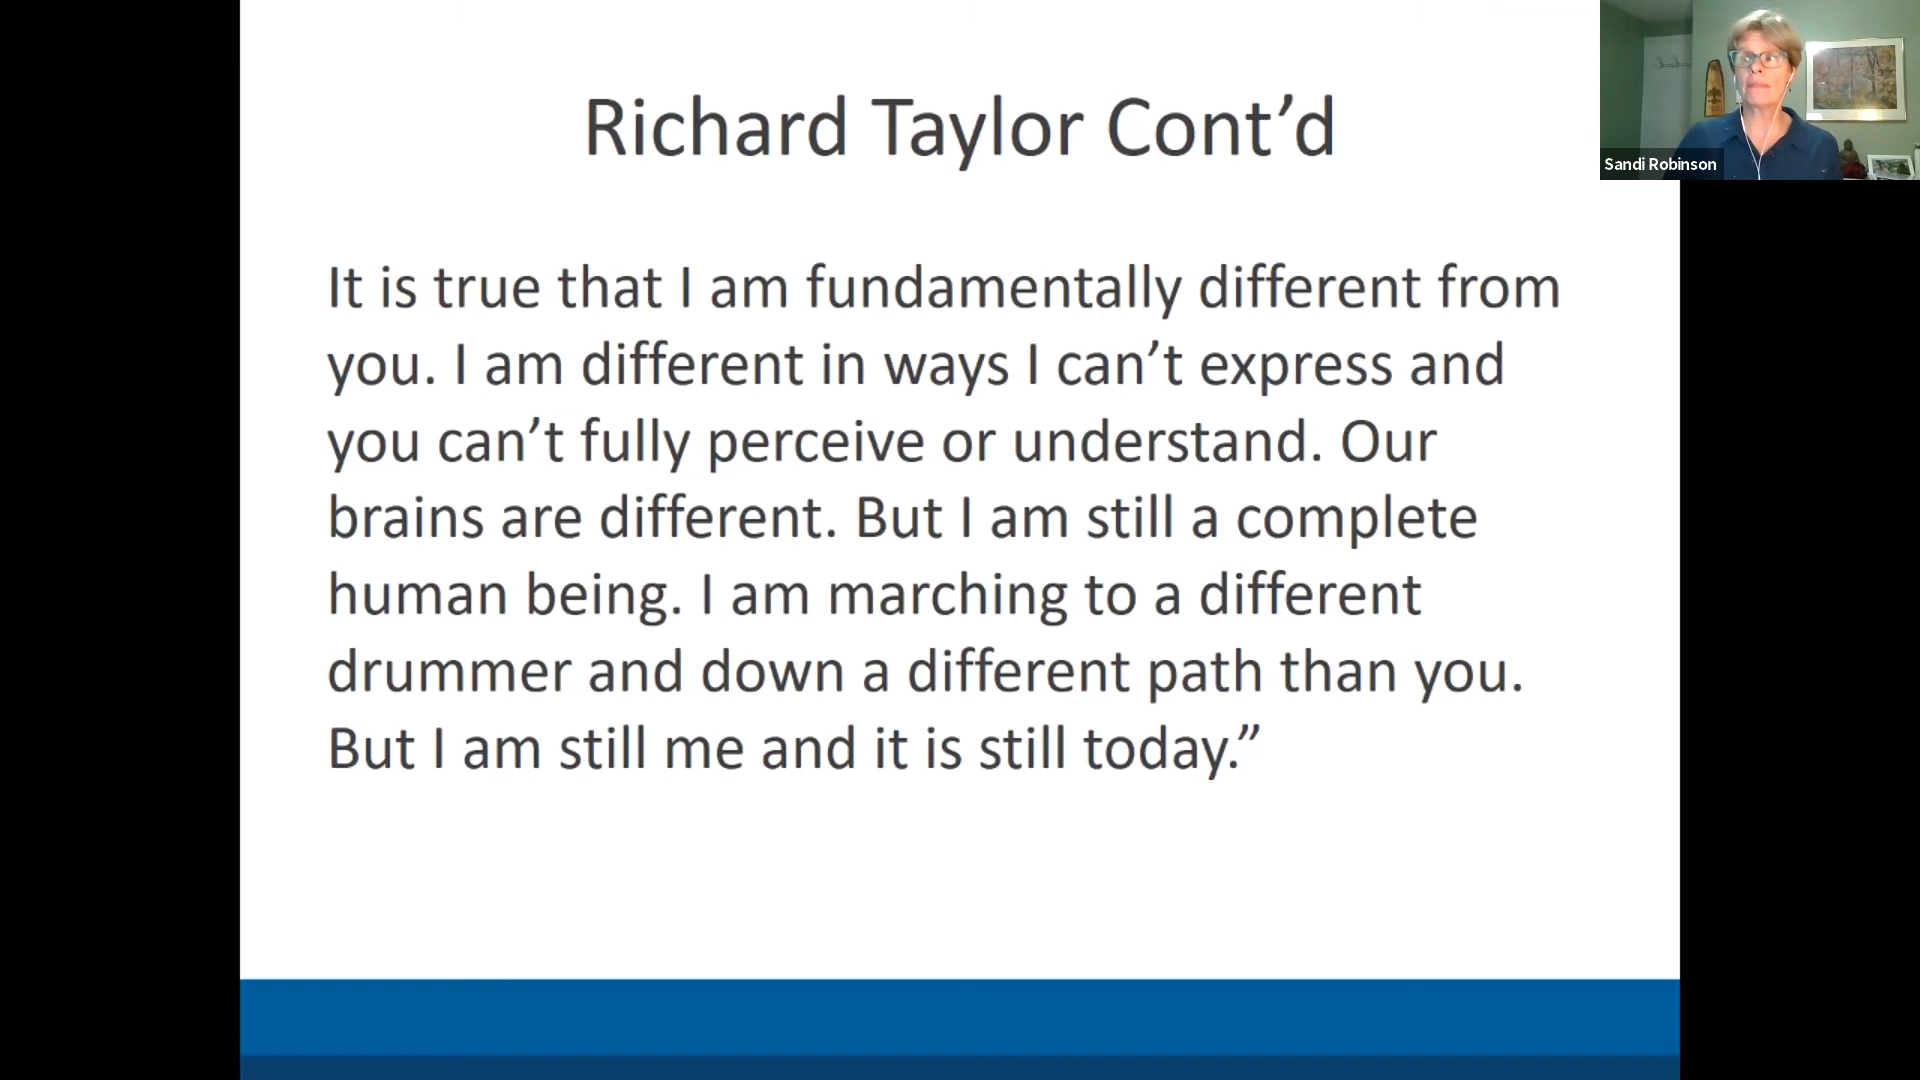 Richard Taylor Cont’d
Sandi Robinson
It is true that I am fundamentally different from
you. I am different in ways I can’t express and
you can’t fully perceive or understand. Our
brains are different. But I am still a complete
human being. I am marching to a different
drummer and down a different path than you.
But I am still me and it is still today.”